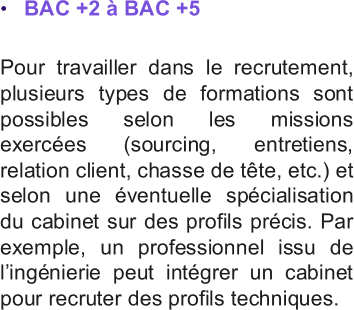 • BAC +2 à BAC +5
Pour travailler dans le recrutement,
plusieurs types de formations sont
possibles selon les missions
exercées (sourcing, entretiens,
relation client, chasse de tête, etc.) et
selon une éventuelle spécialisation
du cabinet sur des profils précis. Par
exemple, un professionnel issu de
l'ingénierie peut intégrer un cabinet
pour recruter des profils techniques.